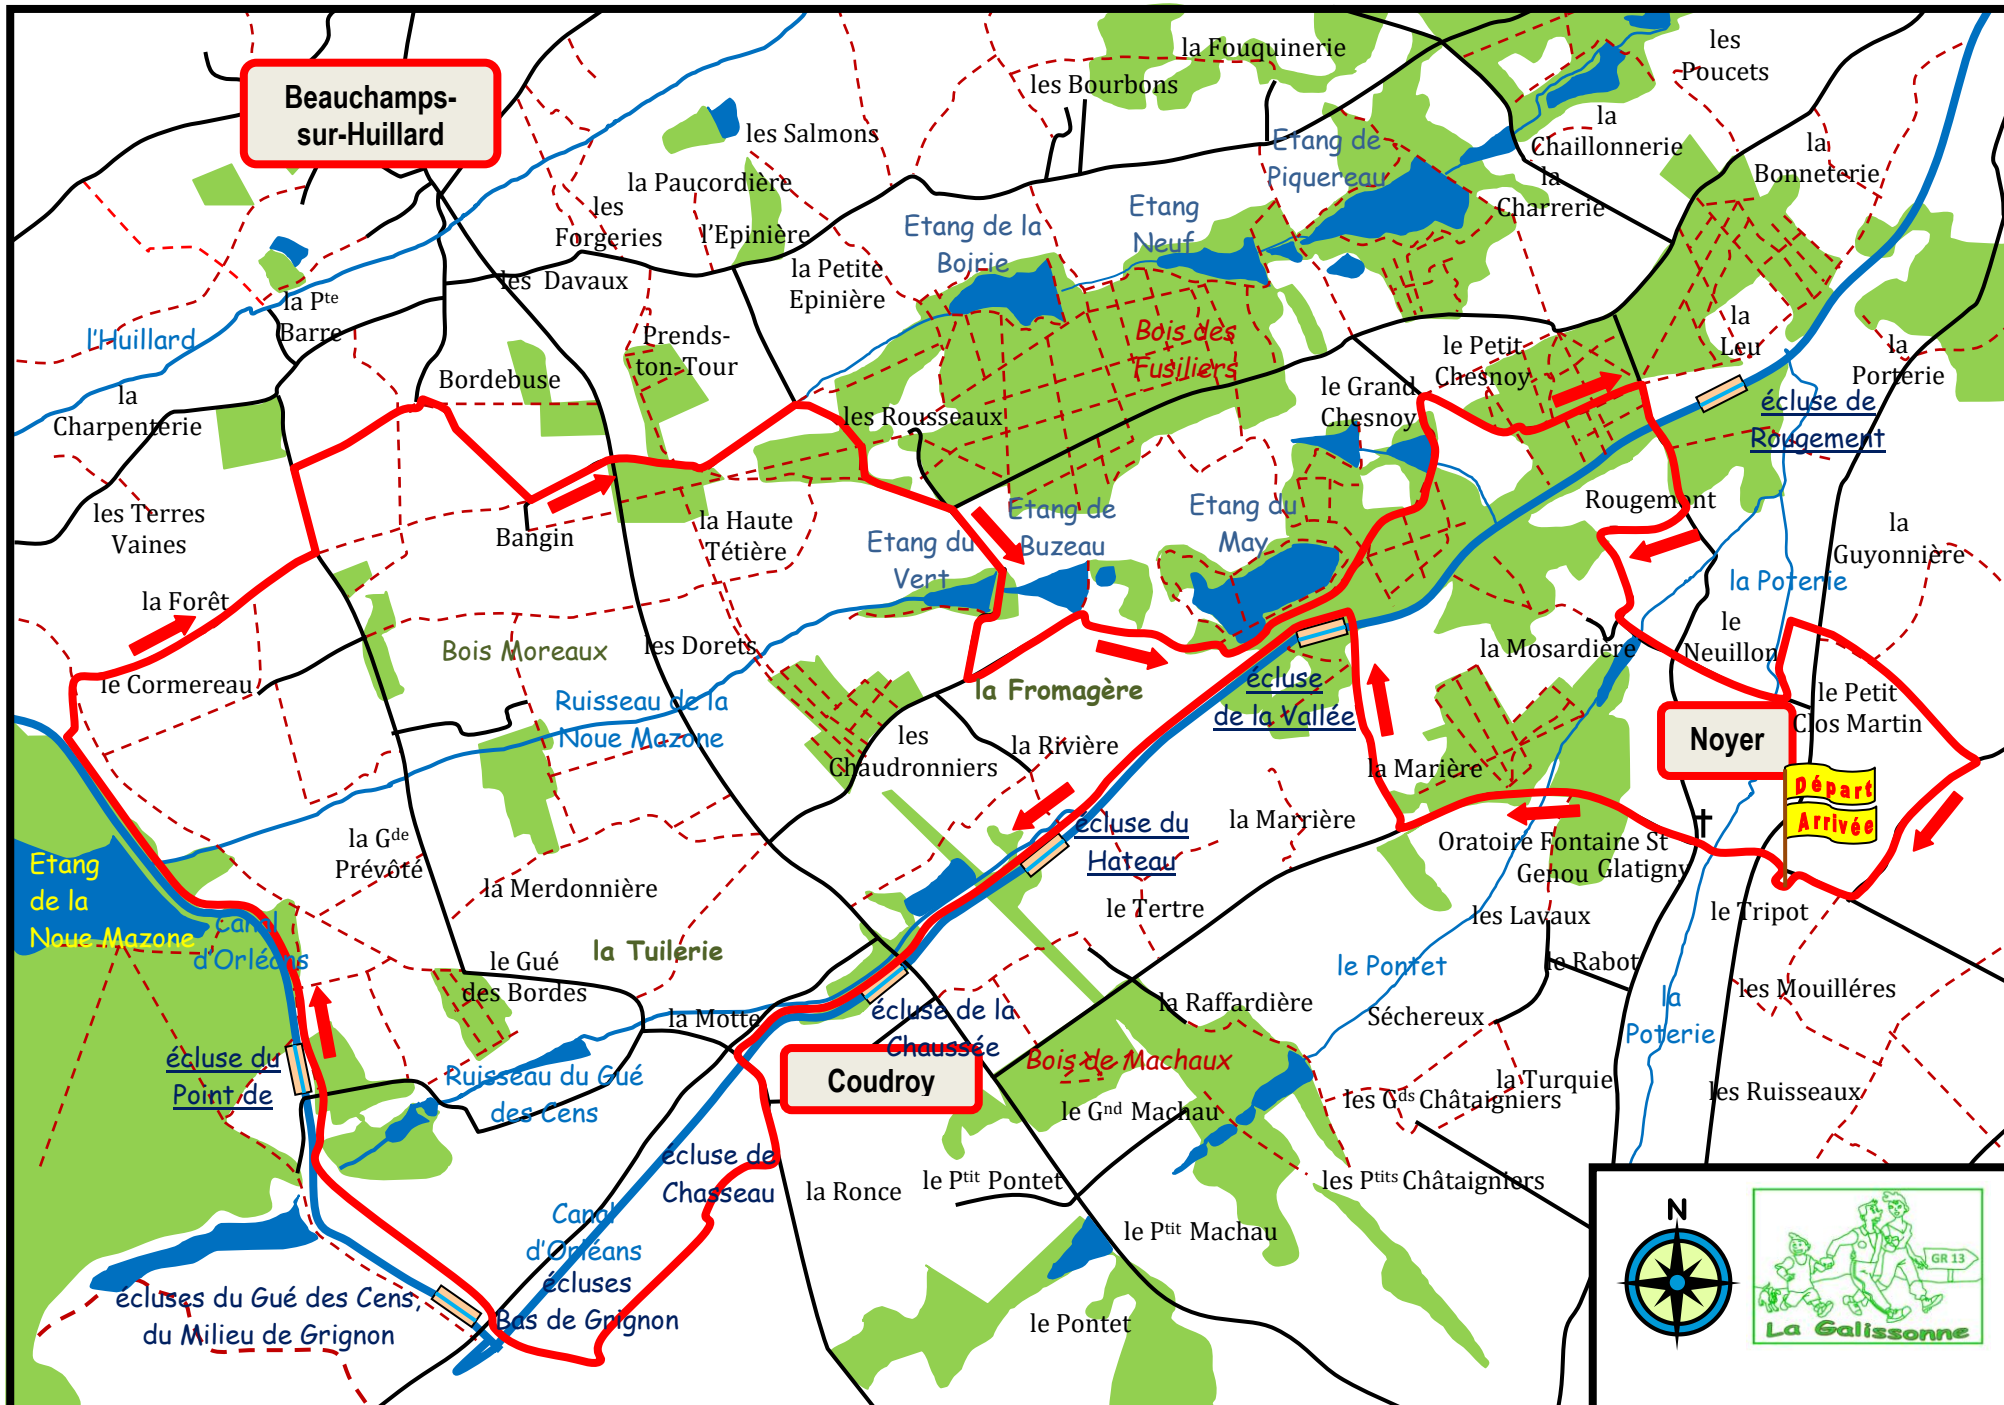 Beauchamps-
sur-Huillard
les Salmons
la Fouquinerie
les Bourbons
les
Poucets
la
Chaillonnerie
la
Bonneterie
la
Charrerie
Etang de
Piquereau
Etang
Neuf
Etang de la
Boirie
la Paucordière
les
Forgeries
l'Epinière
la Petite
Epinière
les Davaux
la Pte
Barre
l'Huillard
Prends-
ton-Tour
Bordebuse
la
Charpenterie
Bois des
Fusiliers
le Petit
Chesnoy
le Grand
Chesnoy
la
Leu
la
Porterie
écluse de
Rougement
les Rousseaux
les Terres
Vaines
Bangin
la Haute
Tétière
Etang du
Vert
Etang de
Buzeau
Etang du
May
Rougemont
la
Guyonnière
la Poterie
la Forêt
le Cormereau
Bois Moreaux
les Dorets
Ruisseau de la
Noue Mazone
la Fromagère
écluse
de la Vallée
la Mosardière
le
Neuillon
le Petit
Clos Martin
Noyer
Départ
Arrivée
les
Chaudronniers
la Rivière
la Marière
la Marrière
écluse du
Hateau
Oratoire Fontaine St
Genou
Glatigny
la Gde
Prévôté
la Merdonnière
Etang
de la
Noue Mazone
Canal
d'Orléans
le Tertre
les Lavaux
le Tripot
la Tuilerie
le Gué
des Bordes
la Motte
le Pontet
le Rabot
les Mouilléres
la Raffardière
Séchereux
la
Poterie
écluse de la
Chaussée
Coudroy
Bois de Machaux
écluse du
Point de
Ruisseau du Gué
des Cens
la Turquie
les Gds Châtaigniers
les Ruisseaux
le Gnd Machau
écluse de
Chasseau
la Ronce
le Ptit Pontet
les Ptits Châtaigniers
Canal
d'Orléans
le Ptit Machau
écluses
Bas de Grignon
écluses du Gué des Cens,
du Milieu de Grignon
le Pontet
N
GR 13
La Galissonne